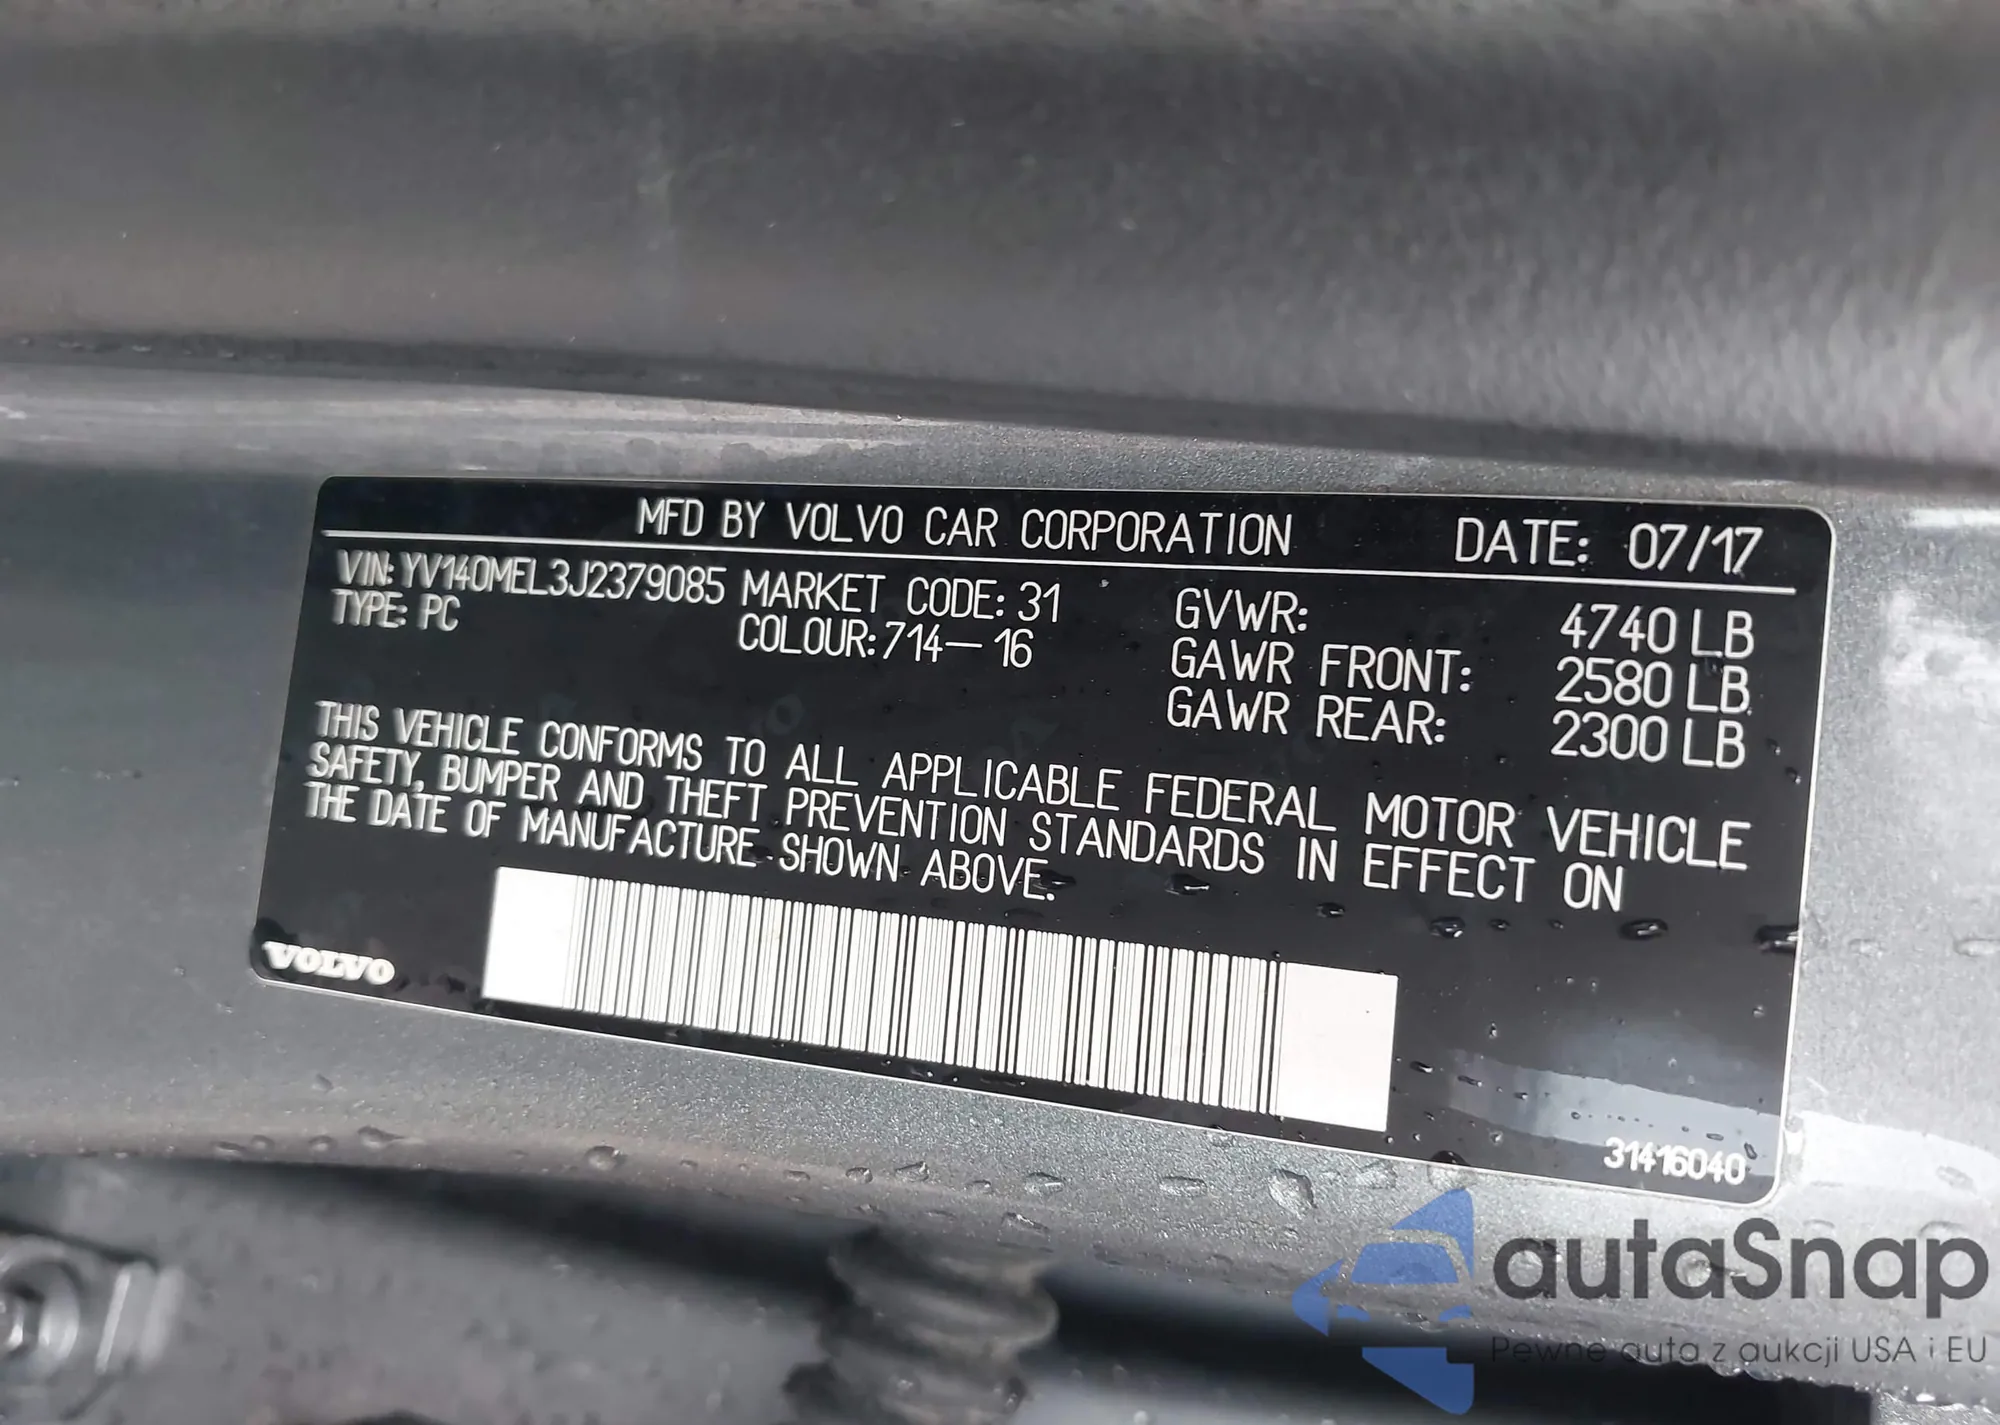 MFD BY VOLVO CAR CORPORATION DATE: 07/17
VIN: YV140MEL3J2379085 MARKET CODE: 31 GVWR: 4740 LB
TYPE: PC COLOUR: 714-16 GAWR FRONT: 2580 LB
GAWR REAR: 2300 LB
THIS VEHICLE CONFORMS TO ALL APPLICABLE FEDERAL MOTOR VEHICLE
SAFETY, BUMPER AND THEFT PREVENTION STANDARDS IN EFFECT ON
THE DATE OF MANUFACTURE SHOWN ABOVE.
VOLVO
31416040
autaSnap
Pewne auta z aukcji USA i EU